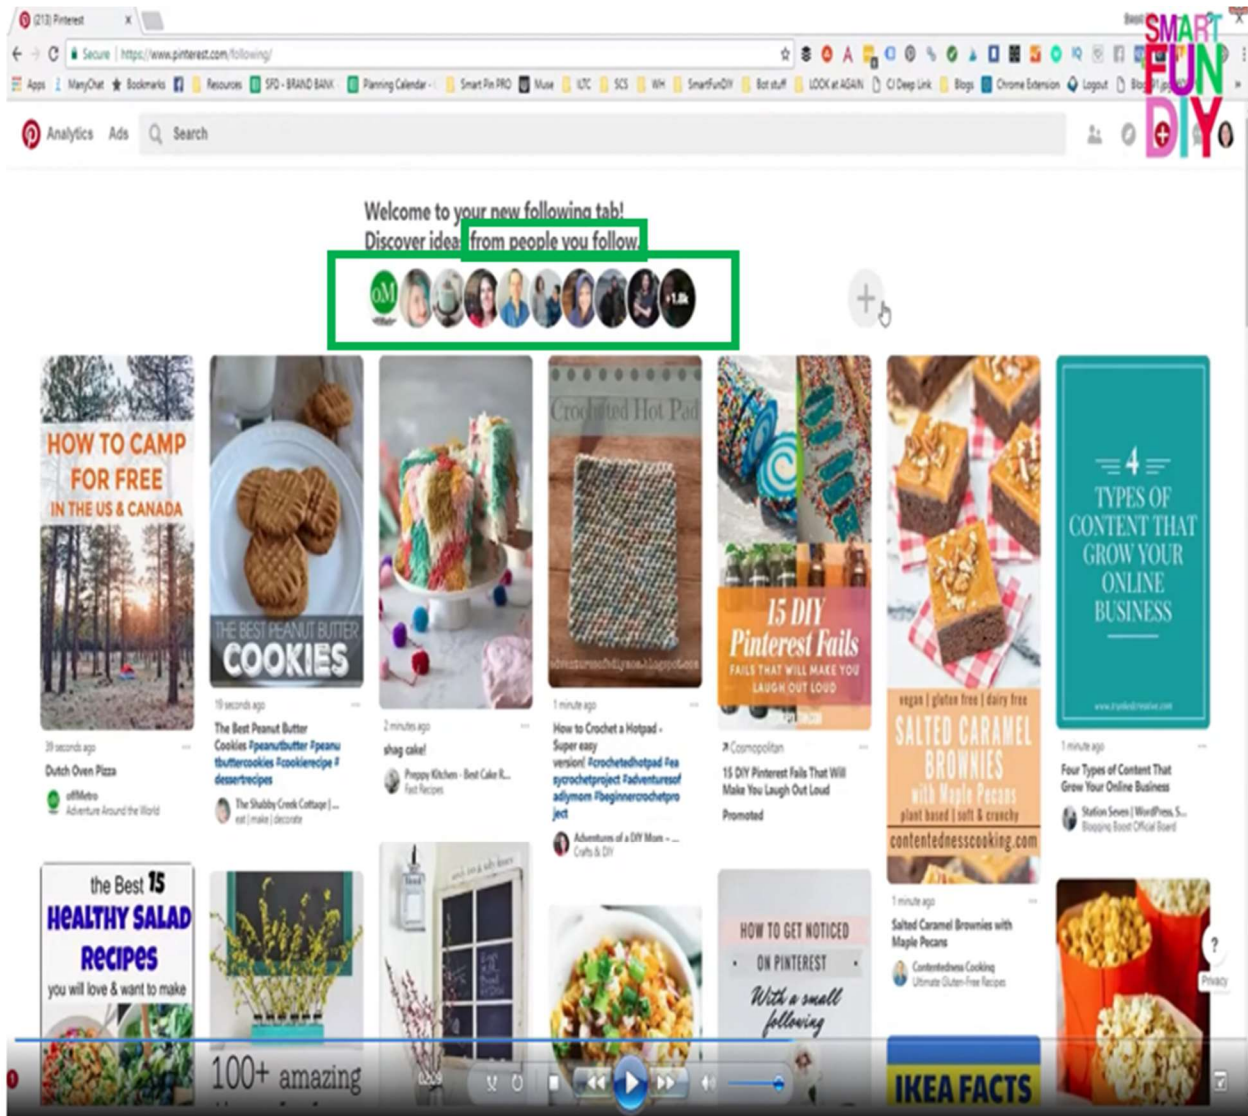 (213) Pinterest
SMART
FUN
DIY
Secure | https://www.pinterest.com/following/
Apps ManyChat Bookmarks Resources SFD - BRAND BANK Planning Calendar - Smart Pin PRO Muse ILTC SCS WH SmartFunDIY Bot stuff LOOK at AGAIN CJ Deep Link Blogs Chrome Extension Logout
Analytics Ads Search
Welcome to your new following tab!
Discover ideas from people you follow.
oM
+1.8k
HOW TO CAMP
FOR FREE
IN THE US & CANADA
39 seconds ago
Dutch Oven Pizza
offMetro
Adventure Around the World
THE BEST PEANUT BUTTER
COOKIES
19 seconds ago
The Best Peanut Butter
Cookies #peanutbutter #peanu
tbuttercookies #cookierecipe #
dessertrecipes
The Shabby Creek Cottage | ...
eat | make | decorate
2 minutes ago
shag cake!
Preppy Kitchen - Best Cake R...
Fast Recipes
Crocheted Hot Pad
adventuresofadiymom.blogspot.com
1 minute ago
How to Crochet a Hotpad -
Super easy
version! #crochetedhotpad #ea
sycrochetproject #adventuresof
adiymom #beginnercrochetpro
ject
Adventures of a DIY Mom – ...
Crafts & DIY
15 DIY
Pinterest Fails
FAILS THAT WILL MAKE YOU
LAUGH OUT LOUD
Cosmopolitan
15 DIY Pinterest Fails That Will
Make You Laugh Out Loud
Promoted
vegan | gluten free | dairy free
SALTED CARAMEL
BROWNIES
with Maple Pecans
plant based | soft & crunchy
contentednesscooking.com
1 minute ago
Salted Caramel Brownies with
Maple Pecans
Contentedness Cooking
Ultimate Gluten-Free Recipes
4
TYPES OF
CONTENT THAT
GROW YOUR
ONLINE
BUSINESS
1 minute ago
Four Types of Content That
Grow Your Online Business
Station Seven | WordPress, S...
Blogging Boost Official Board
the Best 15
HEALTHY SALAD
RECIPES
you will love & want to make
100+ amazing
HOW TO GET NOTICED
ON PINTEREST
With a small
following
IKEA FACTS
?
Privacy
02:09